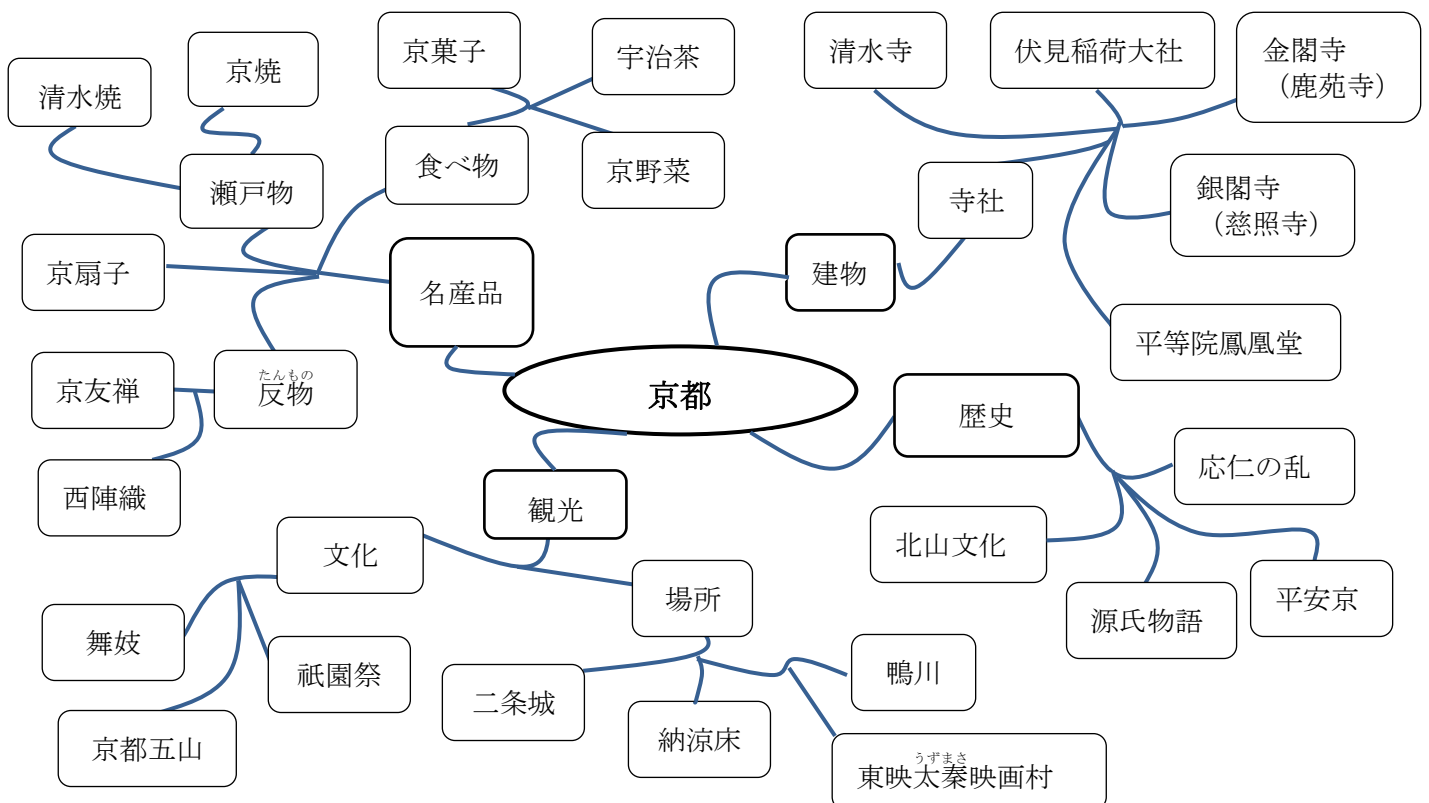 京菓子
宇治茶
清水寺
伏見稲荷大社
金閣寺
（鹿苑寺）
京焼
清水焼
食べ物
京野菜
瀬戸物
寺社
銀閣寺
（慈照寺）
京扇子
名産品
建物
平等院鳳凰堂
京友禅
たんもの
反物
京都
歴史
西陣織
観光
応仁の乱
文化
北山文化
場所
源氏物語
平安京
舞妓
祇園祭
二条城
納涼床
鴨川
京都五山
うずまさ
東映太秦映画村